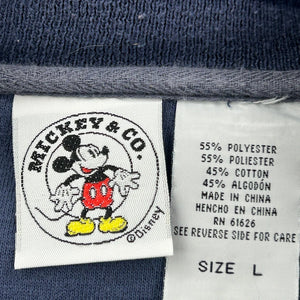 MICKEY & CO.
©Disney
55% POLYESTER
55% POLIESTER
45% COTTON
45% ALGODÓN
MADE IN CHINA
HENCHO EN CHINA
RN 61626
SEE REVERSE SIDE FOR CARE
SIZE L